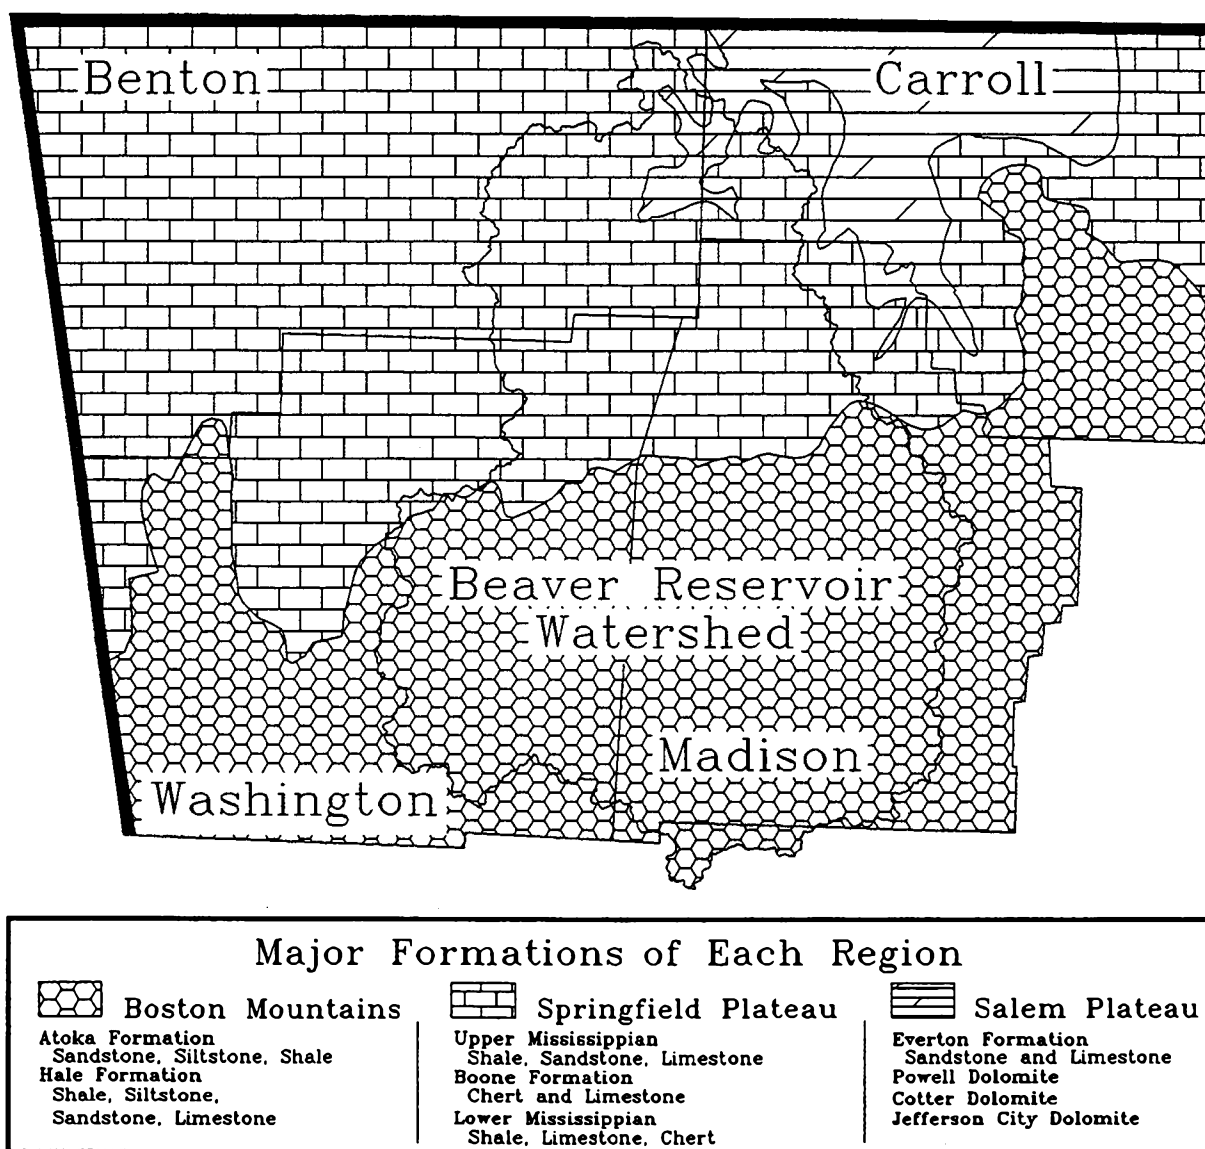 Benton
Carroll
Beaver Reservoir
Watershed
Madison
Washington
Major Formations of Each Region
Boston Mountains
Atoka Formation
Sandstone, Siltstone, Shale
Hale Formation
Shale, Siltstone,
Sandstone, Limestone
Springfield Plateau
Upper Mississippian
Shale, Sandstone, Limestone
Boone Formation
Chert and Limestone
Lower Mississippian
Shale, Limestone, Chert
Salem Plateau
Everton Formation
Sandstone and Limestone
Powell Dolomite
Cotter Dolomite
Jefferson City Dolomite